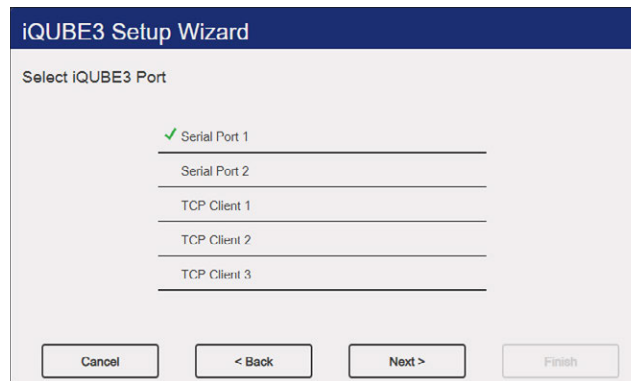 iQUBE3 Setup Wizard
Select iQUBE3 Port
Serial Port 1
Serial Port 2
TCP Client 1
TCP Client 2
TCP Client 3
Cancel
< Back
Next >
Finish